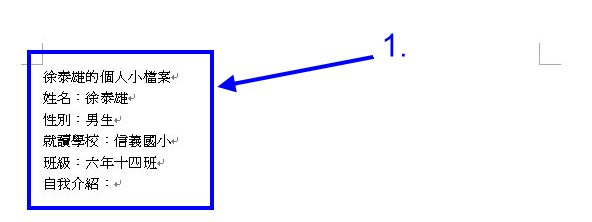 1.
徐泰雄的個人小檔案
姓名：徐泰雄
性別：男生
就讀學校：信義國小
班級：六年十四班
自我介紹：